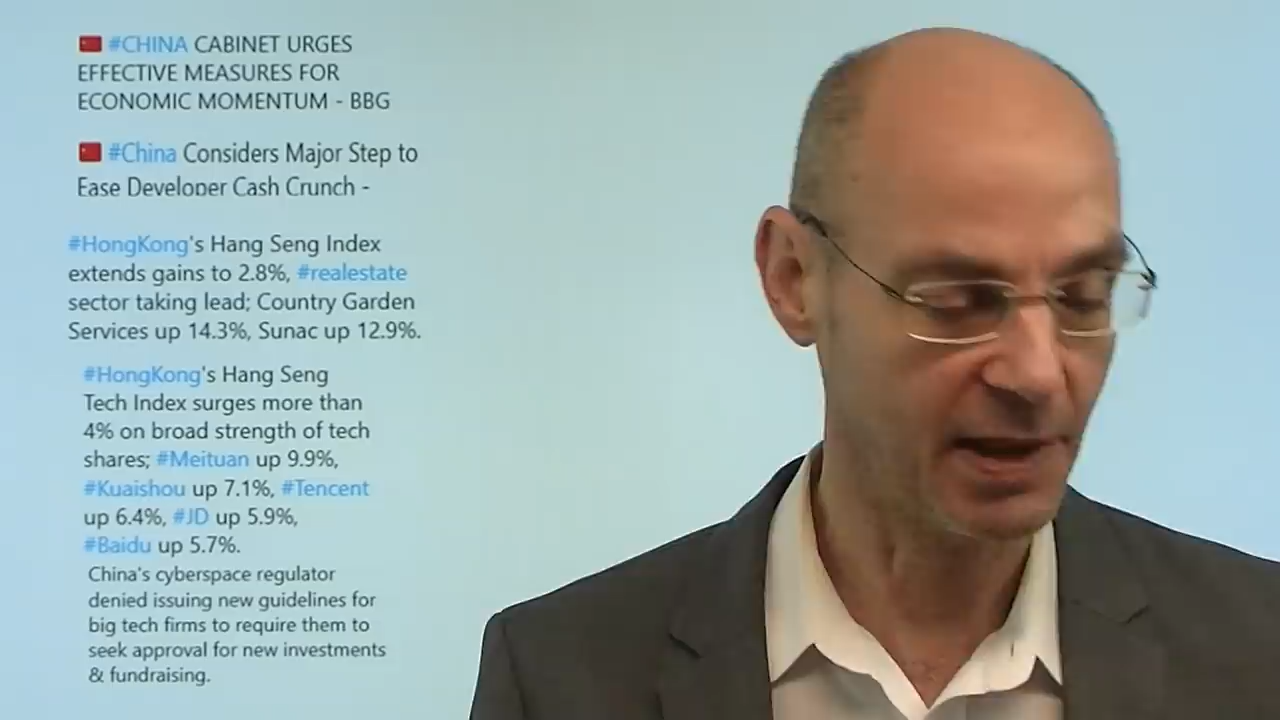 #CHINA CABINET URGES
EFFECTIVE MEASURES FOR
ECONOMIC MOMENTUM - BBG
#China Considers Major Step to
Ease Developer Cash Crunch -
#HongKong's Hang Seng Index
extends gains to 2.8%, #realestate
sector taking lead; Country Garden
Services up 14.3%, Sunac up 12.9%.
#HongKong's Hang Seng
Tech Index surges more than
4% on broad strength of tech
shares; #Meituan up 9.9%,
#Kuaishou up 7.1%, #Tencent
up 6.4%, #JD up 5.9%,
#Baidu up 5.7%.
China's cyberspace regulator
denied issuing new guidelines for
big tech firms to require them to
seek approval for new investments
& fundraising.